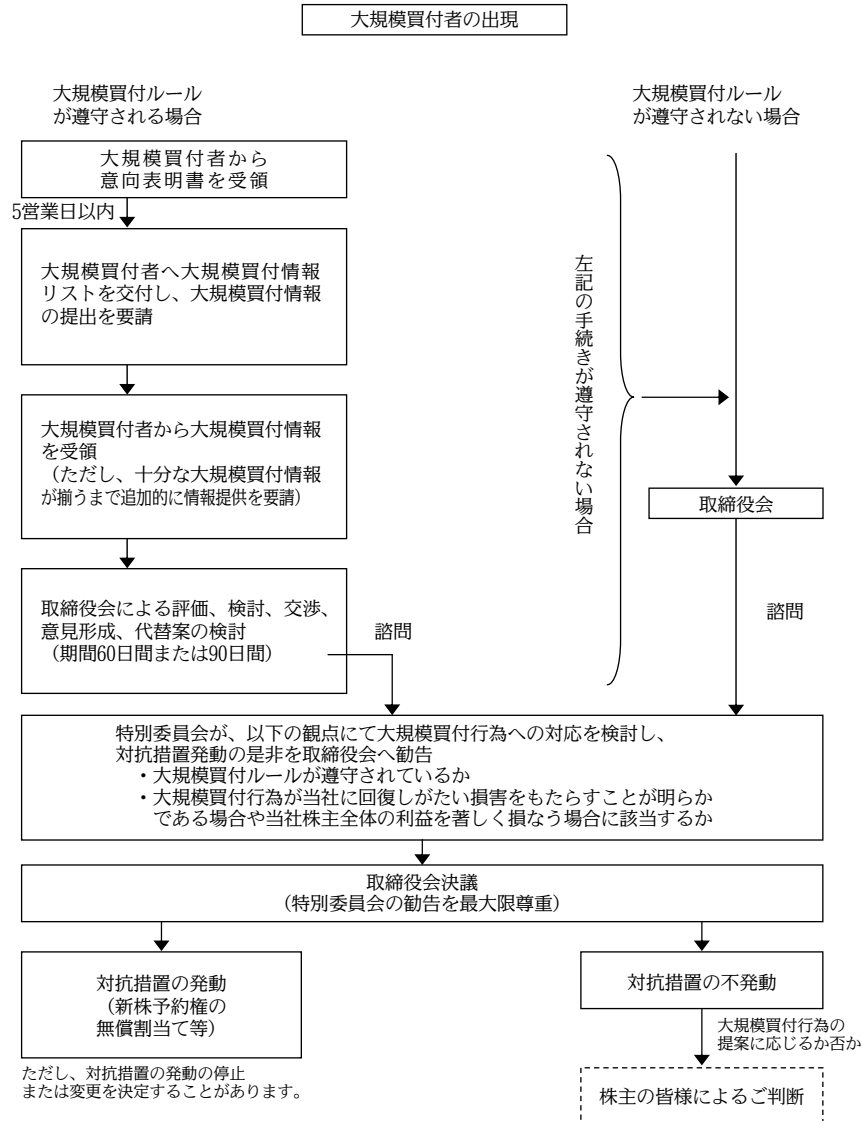 大規模買付者の出現
大規模買付ルール
が遵守される場合
大規模買付ルール
が遵守されない場合
大規模買付者から
意向表明書を受領
5営業日以内
大規模買付者へ大規模買付情報
リストを交付し、大規模買付情報
の提出を要請
大規模買付者から大規模買付情報
を受領
（ただし、十分な大規模買付情報
が揃うまで追加的に情報提供を要請）
左記の手続きが遵守されない場合
取締役会
取締役会による評価、検討、交渉、
意見形成、代替案の検討
（期間60日間または90日間）
諮問
諮問
特別委員会が、以下の観点にて大規模買付行為への対応を検討し、
対抗措置発動の是非を取締役会へ勧告
・大規模買付ルールが遵守されているか
・大規模買付行為が当社に回復しがたい損害をもたらすことが明らか
である場合や当社株主全体の利益を著しく損なう場合に該当するか
取締役会決議
（特別委員会の勧告を最大限尊重）
対抗措置の発動
（新株予約権の
無償割当て等）
対抗措置の不発動
大規模買付行為の
提案に応じるか否か
ただし、対抗措置の発動の停止
または変更を決定することがあります。
株主の皆様によるご判断